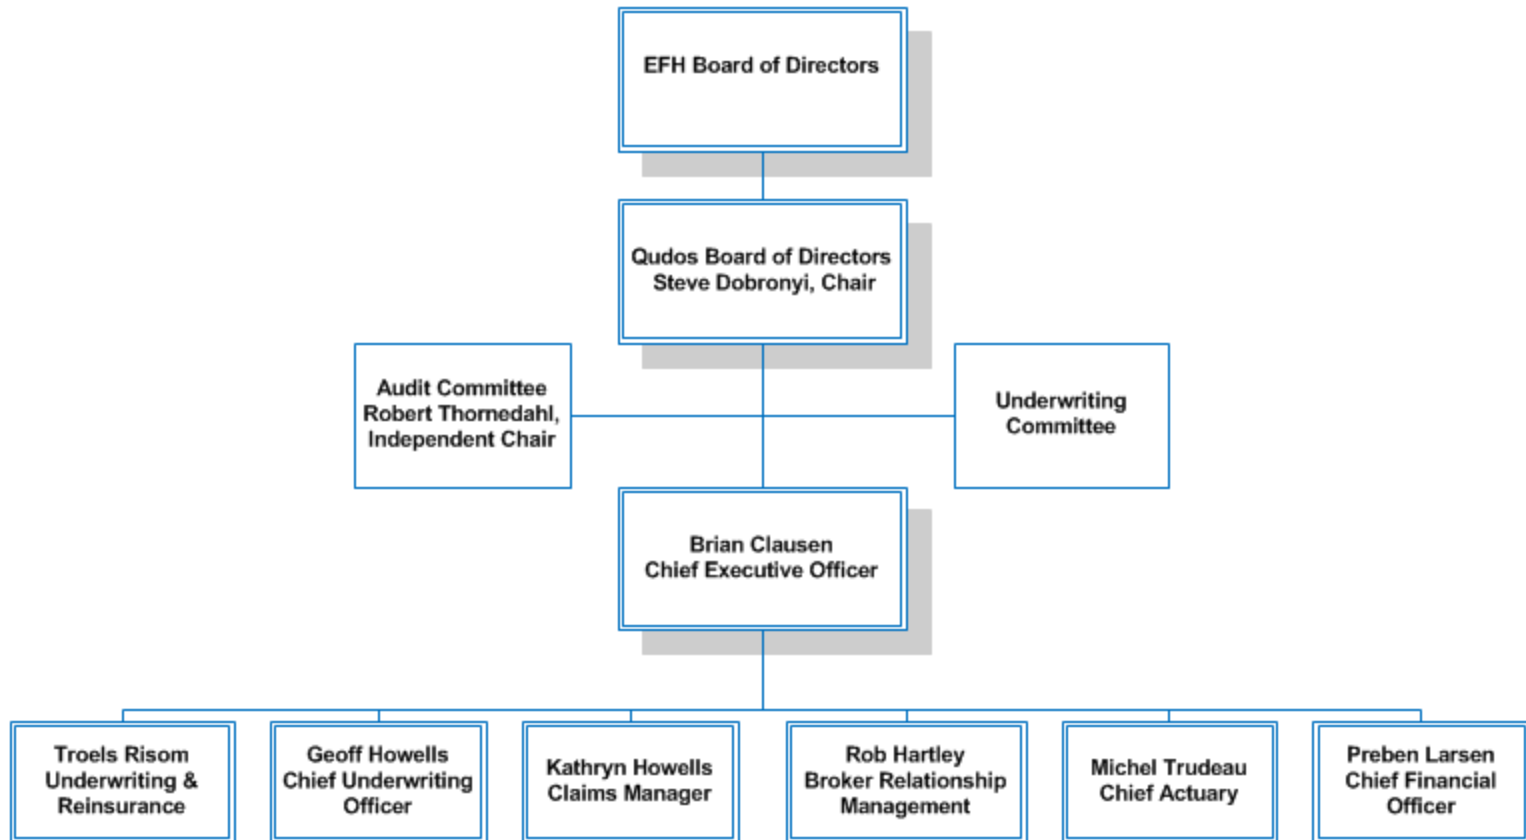 EFH Board of Directors
Qudos Board of Directors
Steve Dobronyi, Chair
Audit Committee
Robert Thornedahl,
Independent Chair
Underwriting
Committee
Brian Clausen
Chief Executive Officer
Troels Risom
Underwriting &
Reinsurance
Geoff Howells
Chief Underwriting
Officer
Kathryn Howells
Claims Manager
Rob Hartley
Broker Relationship
Management
Michel Trudeau
Chief Actuary
Preben Larsen
Chief Financial
Officer